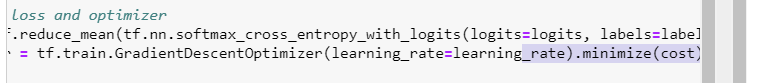 loss and optimizer
f.reduce_mean(tf.nn.softmax_cross_entropy_with_logits(logits=logits, labels=label
= tf.train.GradientDescentOptimizer(learning_rate=learning_rate).minimize(cost)